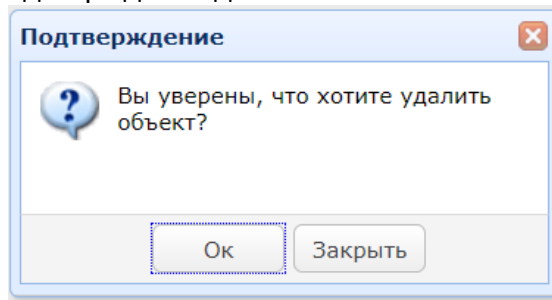 Подтверждение
Вы уверены, что хотите удалить
объект?
Ок
Закрыть